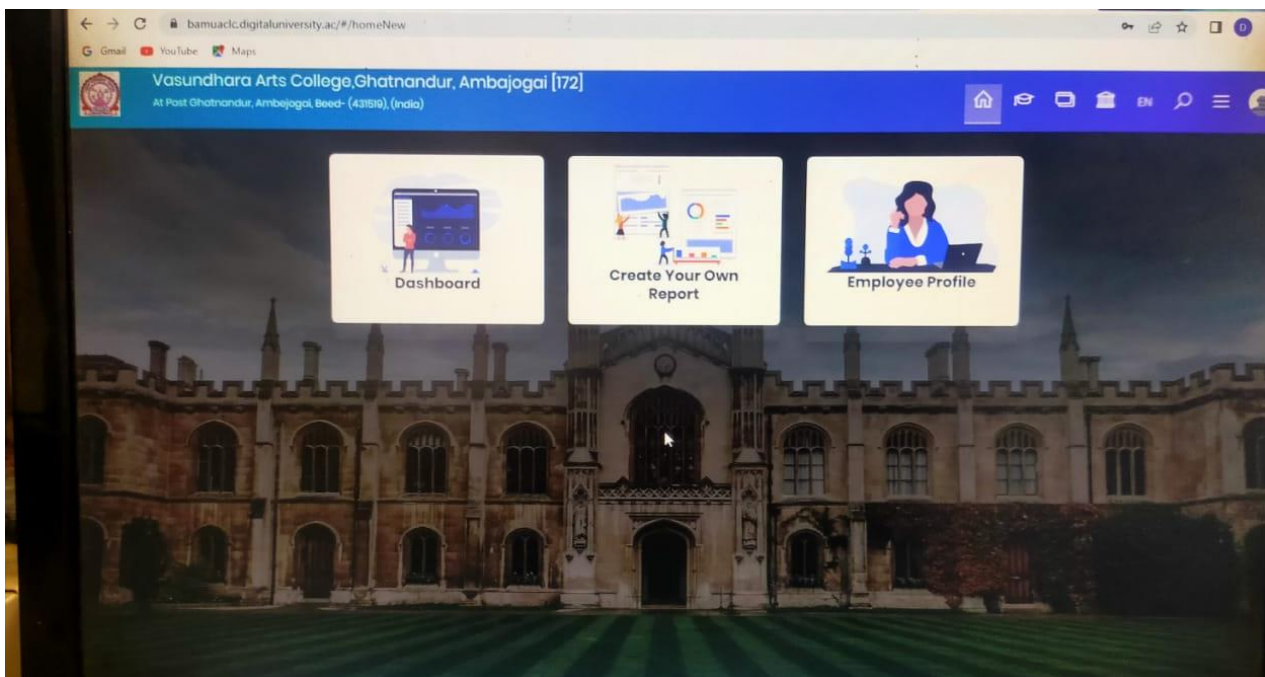 bamuaclc.digitaluniversity.ac/#/homeNew
G Gmail YouTube Maps
Vasundhara Arts College,Ghatnandur, Ambajogai [172]
At Post Ghatnandur, Ambejogai, Beed- (431519), (India)
EN
D
Dashboard
Create Your Own
Report
Employee Profile